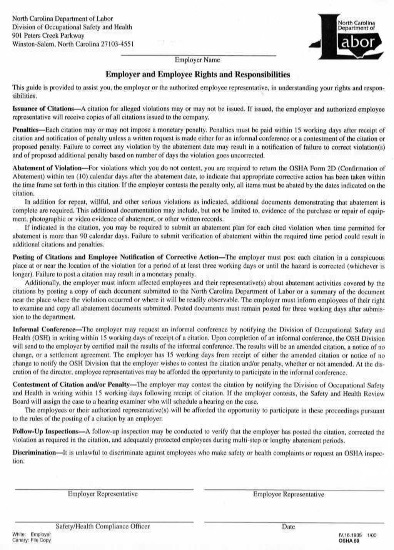 North Carolina Department of Labor
Division of Occupational Safety and Health
901 Peters Creek Parkway
Winston-Salem, North Carolina 27103-4551
North Carolina
Department of
Labor
Employer Name
Employer and Employee Rights and Responsibilities
This guide is provided to assist you, the employer or the authorized employee representative, in understanding your rights and respon-
sibilities.
Issuance of Citations—A citation for alleged violations may or may not be issued. If issued, the employer and authorized employee
representative will receive copies of all citations issued to the company.
Penalties—Each citation may or may not impose a monetary penalty. Penalties must be paid within 15 working days after receipt of
citation and notification of penalty unless a written request is made either for an informal conference or a contestment of the citation or
proposed penalty. Failure to correct any violation by the abatement date may result in a notification of failure to correct violation(s)
and of proposed additional penalty based on number of days the violation goes uncorrected.
Abatement of Violation—For violations which you do not contest, you are required to return the OSHA Form 2D (Confirmation of
Abatement) within ten (10) calendar days after the abatement date, to indicate that appropriate corrective action has been taken within
the time frame set forth in this citation. If the employer contests the penalty only, all items must be abated by the dates indicated on the
citation.
In addition for repeat, willful, and other serious violations as indicated, additional documents demonstrating that abatement is
complete are required. This additional documentation may include, but not be limited to, evidence of the purchase or repair of equip-
ment, photographic or video evidence of abatement, or other written records.
If indicated in the citation, you may be required to submit an abatement plan for each cited violation when time permitted for
abatement is more than 90 calendar days. Failure to submit verification of abatement within the required time period could result in
additional citations and penalties.
Posting of Citations and Employee Notification of Corrective Action—The employer must post each citation in a conspicuous
place at or near the location of the violation for a period of at least three working days or until the hazard is corrected (whichever is
longer). Failure to post a citation may result in a monetary penalty.
Additionally, the employer must inform affected employees and their representative(s) about abatement activities covered by the
citations by posting a copy of each document submitted to the North Carolina Department of Labor or a summary of the document
near the place where the violation occurred or where it will be readily observable. The employer must inform employees of their right
to examine and copy all abatement documents submitted. Posted documents must remain posted for three working days after submis-
sion to the department.
Informal Conference—The employer may request an informal conference by notifying the Division of Occupational Safety and
Health (OSH) in writing within 15 working days of receipt of a citation. Upon completion of an informal conference, the OSH Division
will send to the employer by certified mail the results of the informal conference. The results will be an amended citation, a notice of no
change, or a settlement agreement. The employer has 15 working days from receipt of either the amended citation or notice of no
change to notify the OSH Division that the employer wishes to contest the citation and/or penalty, whether or not amended. At the dis-
cretion of the director, employee representatives may be afforded the opportunity to participate in the informal conference.
Contestment of Citation and/or Penalty—The employer may contest the citation by notifying the Division of Occupational Safety
and Health in writing within 15 working days following receipt of citation. If the employer contests, the Safety and Health Review
Board will assign the case to a hearing examiner who will schedule a hearing on the case.
The employees or their authorized representative(s) will be afforded the opportunity to participate in these proceedings pursuant
to the rules of the posting of a citation by an employer.
Follow-Up Inspections—A follow-up inspection may be conducted to verify that the employer has posted the citation, corrected the
violation as required in the citation, and adequately protected employees during multi-step or lengthy abatement periods.
Discrimination—It is unlawful to discriminate against employees who make safety or health complaints or request an OSHA inspec-
tion.
Employer Representative
Employee Representative
Safety/Health Compliance Officer
Date
White: Employer
Canary: File Copy
OSHA 59